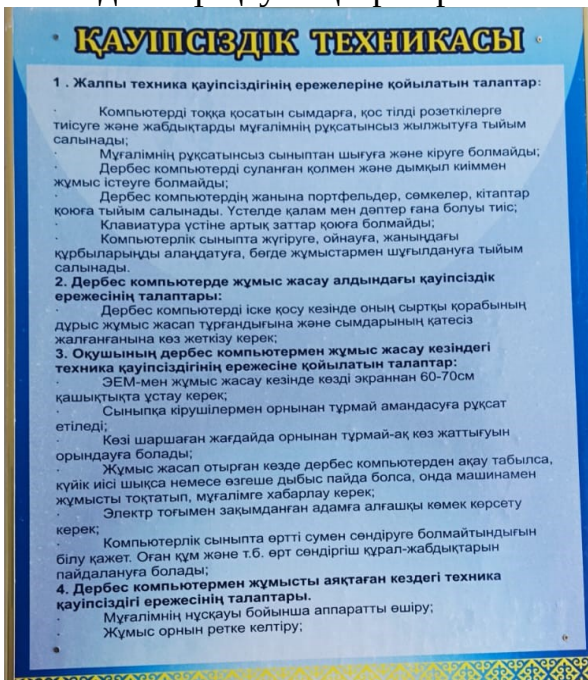 ҚАУІПСІЗДІК ТЕХНИКАСЫ
1 . Жалпы техника қауіпсіздігінің ережелеріне қойылатын талаптар:
· Компьютерді тоққа қосатын сымдарға, қос тілді розеткілерге
тиісуге және жабдықтарды мұғалімнің рұқсатынсыз жылжытуға тыйым
салынады;
· Мұғалімнің рұқсатынсыз сыныптан шығуға және кіруге болмайды;
· Дербес компьютерді суланған қолмен және дымқыл киіммен
жұмыс істеуге болмайды;
· Дербес компьютердің жанына портфельдер, сөмкелер, кітаптар
қоюға тыйым салынады. Үстелде қалам мен дәптер ғана болуы тиіс;
· Клавиатура үстіне артық заттар қоюға болмайды;
· Компьютерлік сыныпта жүгіруге, ойнауға, жаныңдағы
құрбыларыңды алаңдатуға, бөгде жұмыстармен шұғылдануға тыйым
салынады.
2. Дербес компьютерде жұмыс жасау алдындағы қауіпсіздік
ережесінің талаптары:
· Дербес компьютерді іске қосу кезінде оның сыртқы қорабының
дұрыс жұмыс жасап тұрғандығына және сымдарының қатесіз
жалғанғанына көз жеткізу керек;
3. Оқушының дербес компьютермен жұмыс жасау кезіндегі
техника қауіпсіздігінің ережесіне қойылатын талаптар:
· ЭЕМ-мен жұмыс жасау кезінде көзді экраннан 60-70см
қашықтықта ұстау керек;
· Сыныпқа кірушілермен орнынан тұрмай амандасуға рұқсат
етіледі;
· Көзі шаршаған жағдайда орнынан тұрмай-ақ көз жаттығуын
орындауға болады;
· Жұмыс жасап отырған кезде дербес компьютерден ақау табылса,
күйік иісі шықса немесе өзгеше дыбыс пайда болса, онда машинамен
жұмысты тоқтатып, мұғалімге хабарлау керек;
· Электр тоғымен зақымданған адамға алғашқы көмек көрсету
керек;
· Компьютерлік сыныпта өртті сумен сөндіруге болмайтындығын
білу қажет. Оған құм және т.б. өрт сөндіргіш құрал-жабдықтарын
пайдалануға болады;
4. Дербес компьютермен жұмысты аяқтаған кездегі техника
қауіпсіздігі ережесінің талаптары.
· Мұғалімнің нұсқауы бойынша аппаратты өшіру;
· Жұмыс орнын ретке келтіру;